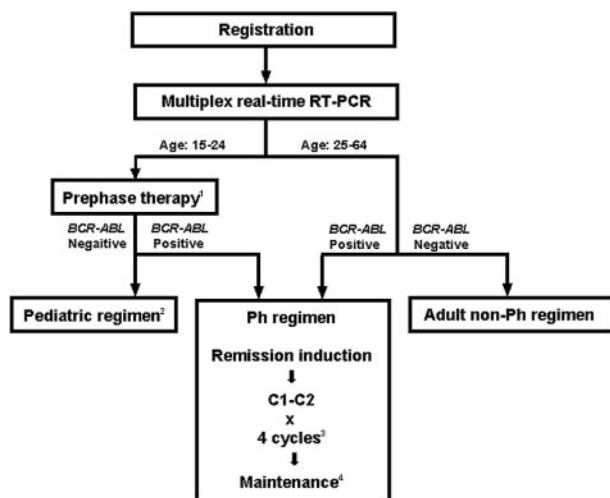 Registration
Multiplex real-time RT-PCR
Age: 15-24
Age: 25-64
Prephase therapy¹
BCR-ABL
Negaitive
BCR-ABL
Positive
BCR-ABL
Positive
BCR-ABL
Negative
Pediatric regimen²
Ph regimen
Remission induction
C1-C2
x
4 cycles³
Maintenance⁴
Adult non-Ph regimen